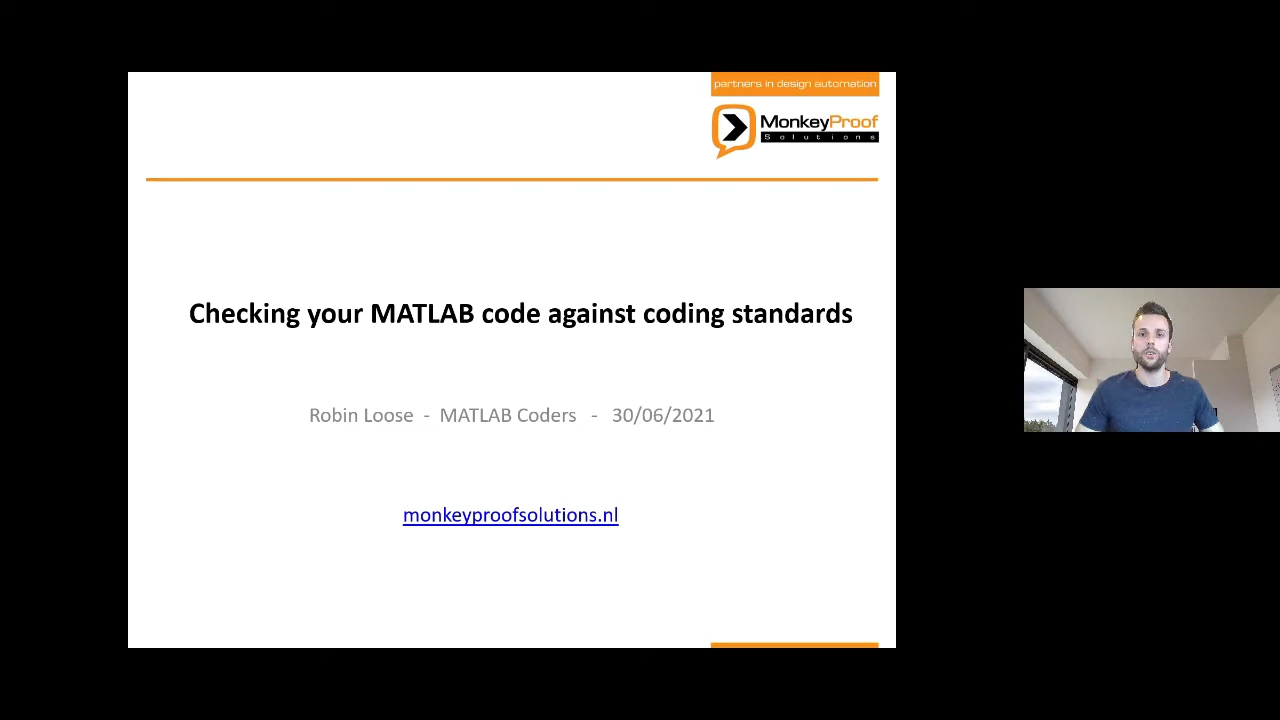 partners in design automation
MonkeyProof
Solutions
Checking your MATLAB code against coding standards
Robin Loose - MATLAB Coders - 30/06/2021
monkeyproofsolutions.nl